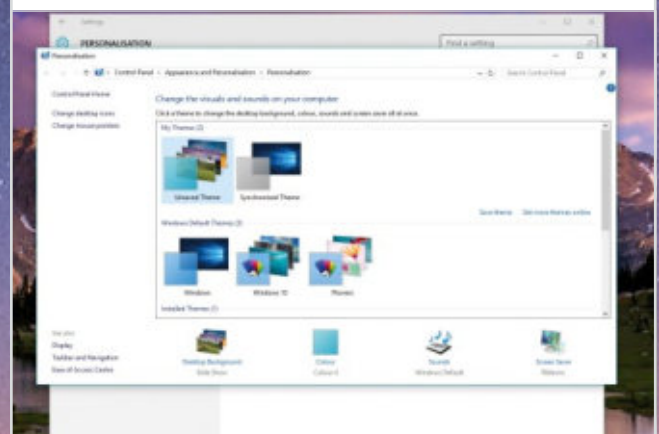 Settings
PERSONALISATION
Find a setting
Personalisation
Control Panel > Appearance and Personalisation > Personalisation
Search Control Panel
Control Panel Home
Change desktop icons
Change mouse pointers
Change the visuals and sounds on your computer
Click a theme to change the desktop background, colour, sounds and screen saver all at once.
My Themes (2)
Unsaved Theme
Synchronised Theme
Save theme
Get more themes online
Windows Default Themes (3)
Windows
Windows 10
Flowers
Installed Themes (1)
See also
Display
Taskbar and Navigation
Ease of Access Centre
Desktop Background
Slide Show
Colour
Sounds
Windows Default
Screen Saver
Ribbons